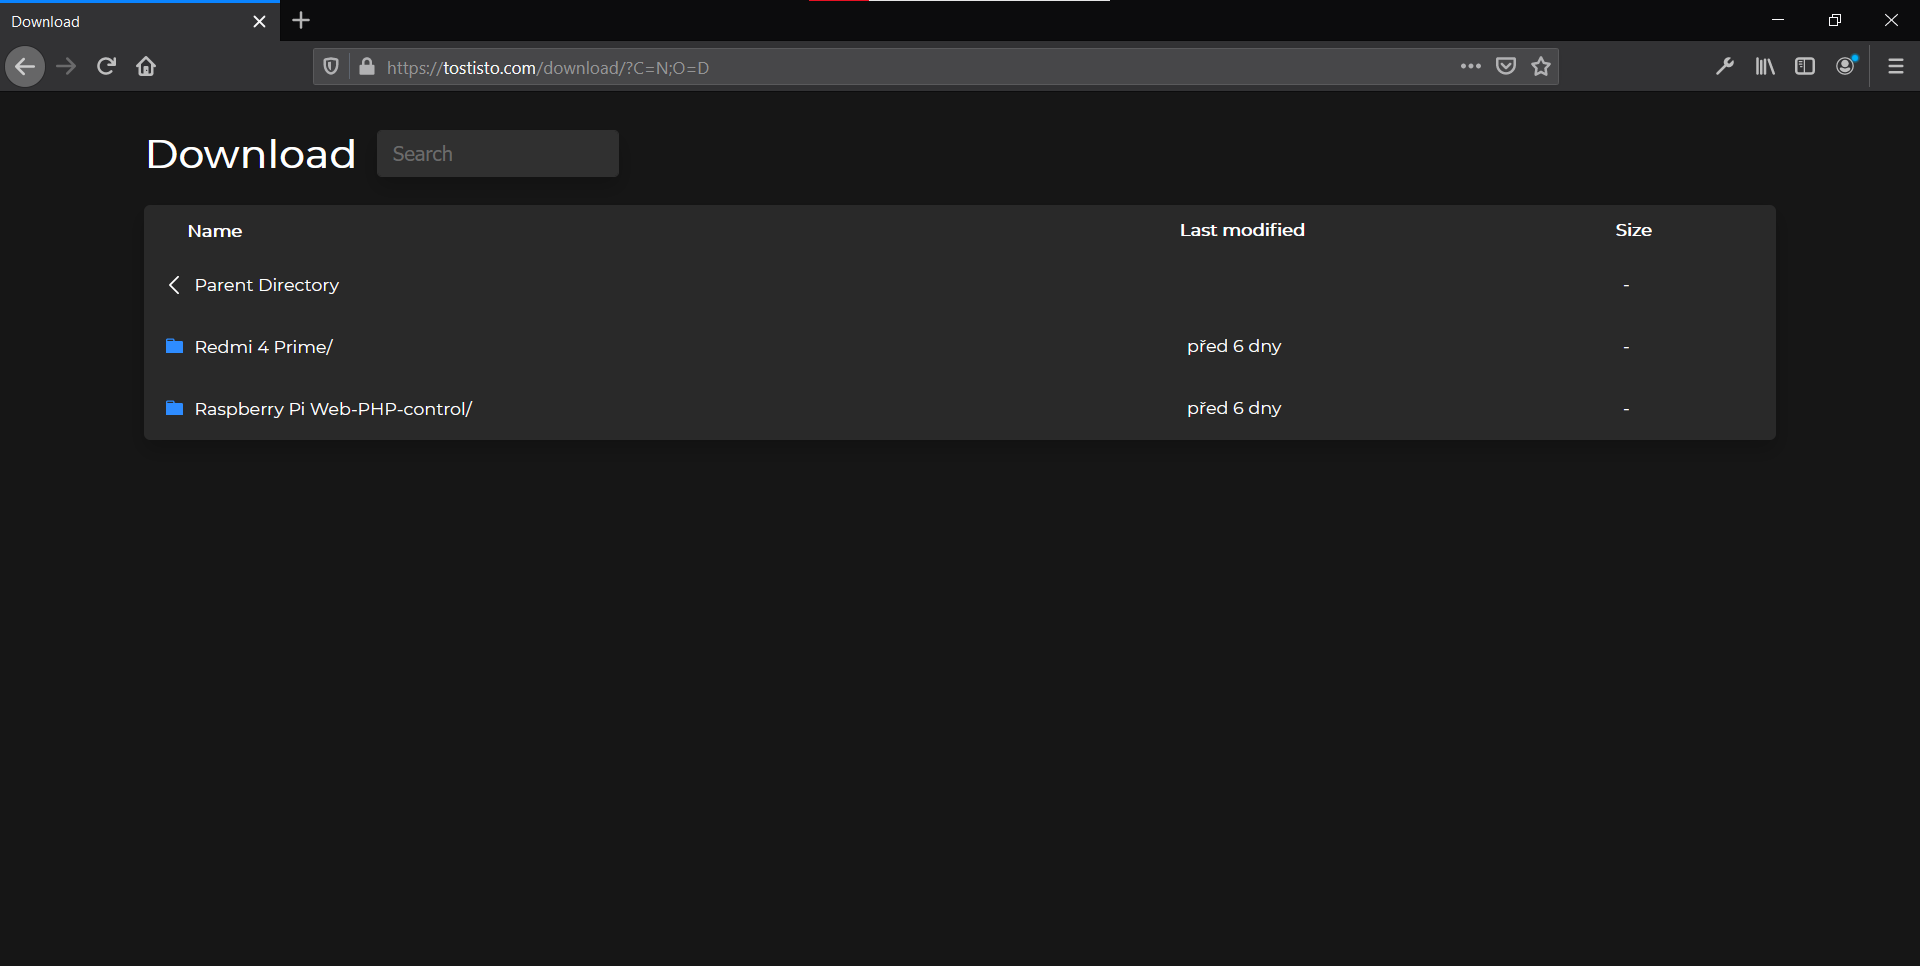 Download
https://tostisto.com/download/?C=N;O=D
Download Search
Name Last modified Size
Parent Directory -
Redmi 4 Prime/ před 6 dny -
Raspberry Pi Web-PHP-control/ před 6 dny -